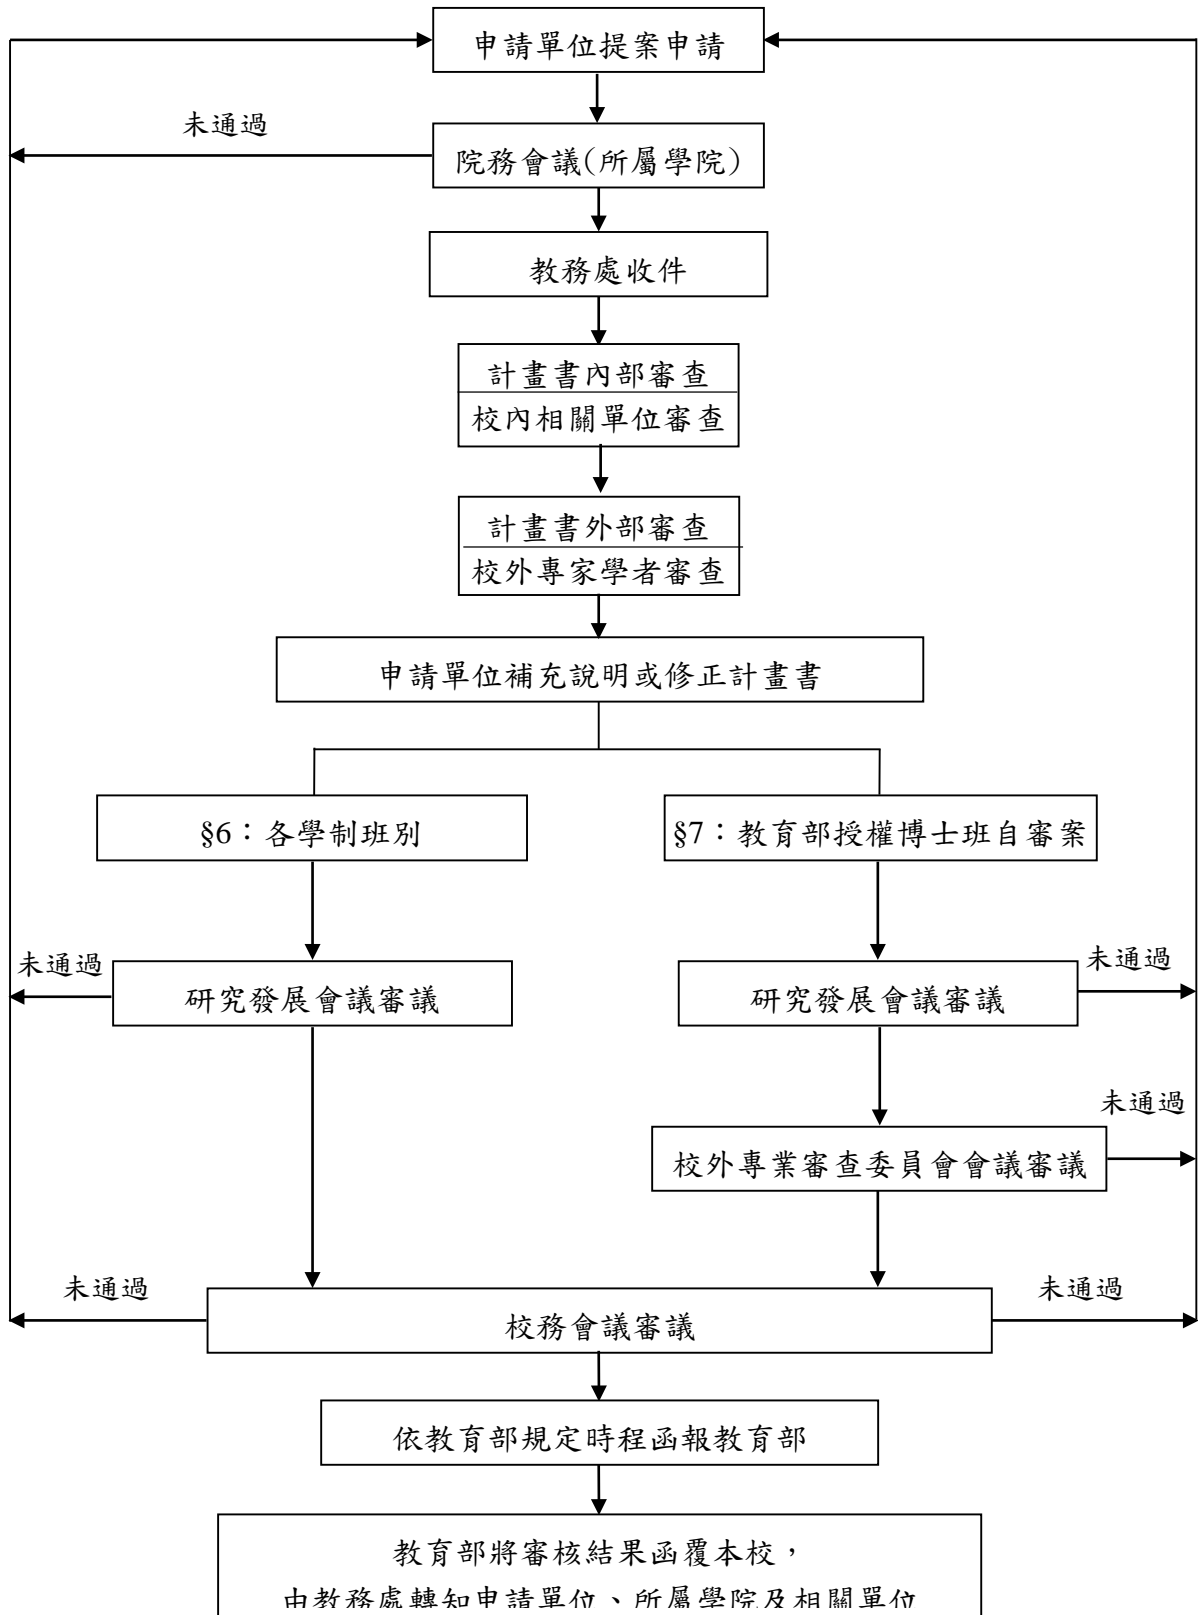 申請單位提案申請
未通過
院務會議(所屬學院)
教務處收件
計畫書內部審查
校內相關單位審查
計畫書外部審查
校外專家學者審查
申請單位補充說明或修正計畫書
§6：各學制班別
§7：教育部授權博士班自審案
未通過
研究發展會議審議
研究發展會議審議
未通過
未通過
校外專業審查委員會會議審議
未通過
未通過
校務會議審議
依教育部規定時程函報教育部
教育部將審核結果函覆本校，
由教務處轉知申請單位、所屬學院及相關單位